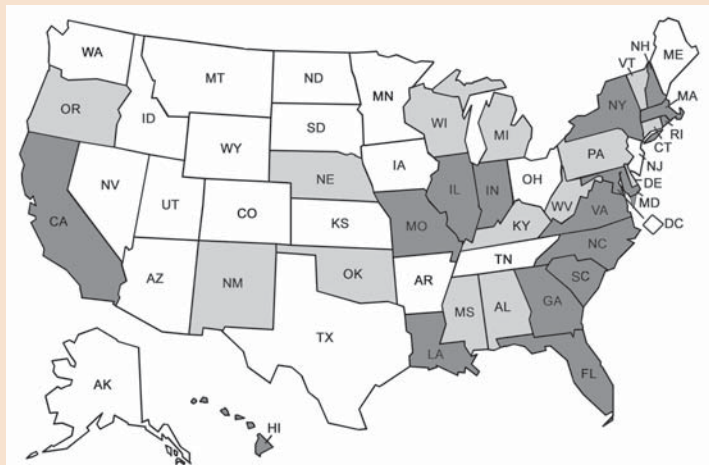 WA
MT
ND
MN
VT
NH
ME
OR
ID
SD
WI
MI
NY
MA
WY
RI
CT
IA
PA
NJ
NE
NV
UT
CO
IL
IN
OH
DE
CA
KS
MO
WV
VA
MD
DC
KY
NC
TN
AZ
NM
OK
AR
SC
MS
AL
GA
TX
LA
FL
AK
HI